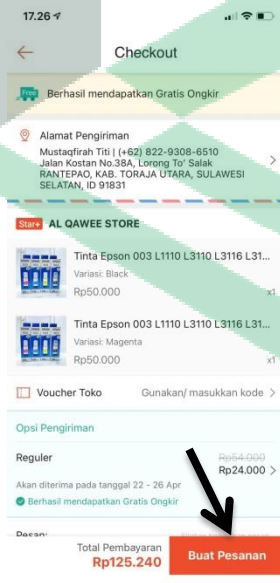 17.26
Checkout
Free Berhasil mendapatkan Gratis Ongkir
Alamat Pengiriman
Mustaqfirah Titi | (+62) 822-9308-6510
Jalan Kostan No.38A, Lorong To' Salak
RANTEPAO, KAB. TORAJA UTARA, SULAWESI
SELATAN, ID 91831
Star+ AL QAWEE STORE
Tinta Epson 003 L1110 L3110 L3116 L31...
Variasi: Black
Rp50.000 x1
Tinta Epson 003 L1110 L3110 L3116 L31...
Variasi: Magenta
Rp50.000 x1
Voucher Toko Gunakan/ masukkan kode >
Opsi Pengiriman
Reguler Rp54.000
Rp24.000 >
Akan diterima pada tanggal 22 - 26 Apr
Berhasil mendapatkan Gratis Ongkir
Pesan:
Total Pembayaran
Rp125.240
Buat Pesanan